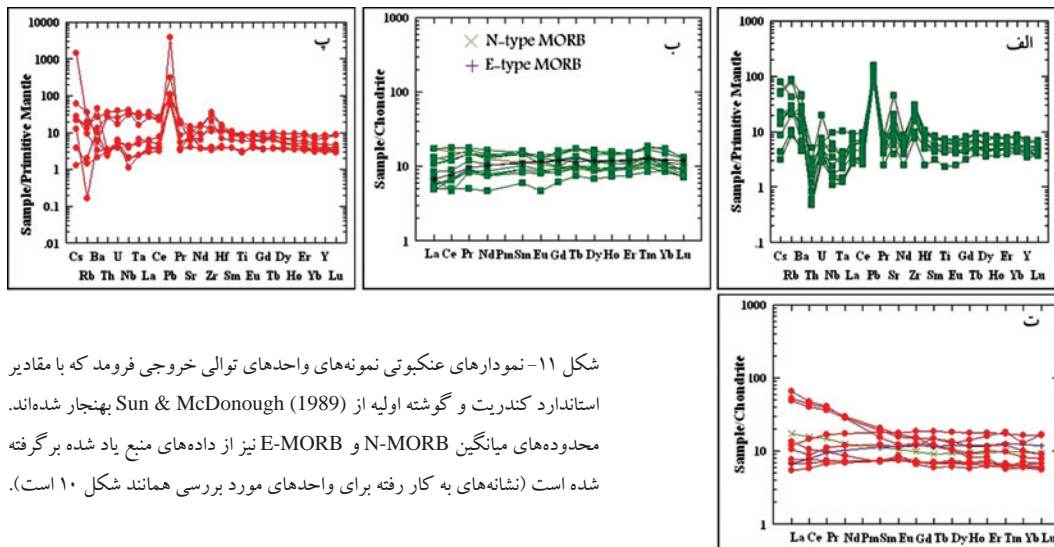 الف
Sample/Primitive Mantle
1000
100
10
1
.1
Cs Ba U Ta Ce Pr Nd Hf Ti Gd Dy Er Y
Rb Th Nb La Pb Sr Zr Sm Eu Tb Ho Yb Lu
ب
× N-type MORB
+ E-type MORB
Sample/Chondrite
1000
100
10
1
La Ce Pr Nd Pm Sm Eu Gd Tb Dy Ho Er Tm Yb Lu
پ
Sample/Primitive Mantle
10000
1000
100
10
1
0.1
.01
Cs Ba U Ta Ce Pr Nd Hf Ti Gd Dy Er Y
Rb Th Nb La Pb Sr Zr Sm Eu Tb Ho Yb Lu
ت
Sample/Chondrite
1000
100
10
1
La Ce Pr Nd Pm Sm Eu Gd Tb Dy Ho Er Tm Yb Lu
شکل ۱۱- نمودارهای عنکبوتی نمونه‌های واحدهای توالی خروجی فرومد که با مقادیر
استاندارد کندریت و گوشته اولیه از Sun & McDonough (1989) بهنجار شده‌اند.
محدوده‌های میانگین N-MORB و E-MORB نیز از داده‌های منبع یاد شده برگرفته
شده است (نشانه‌های به کار رفته برای واحدهای مورد بررسی همانند شکل ۱۰ است).